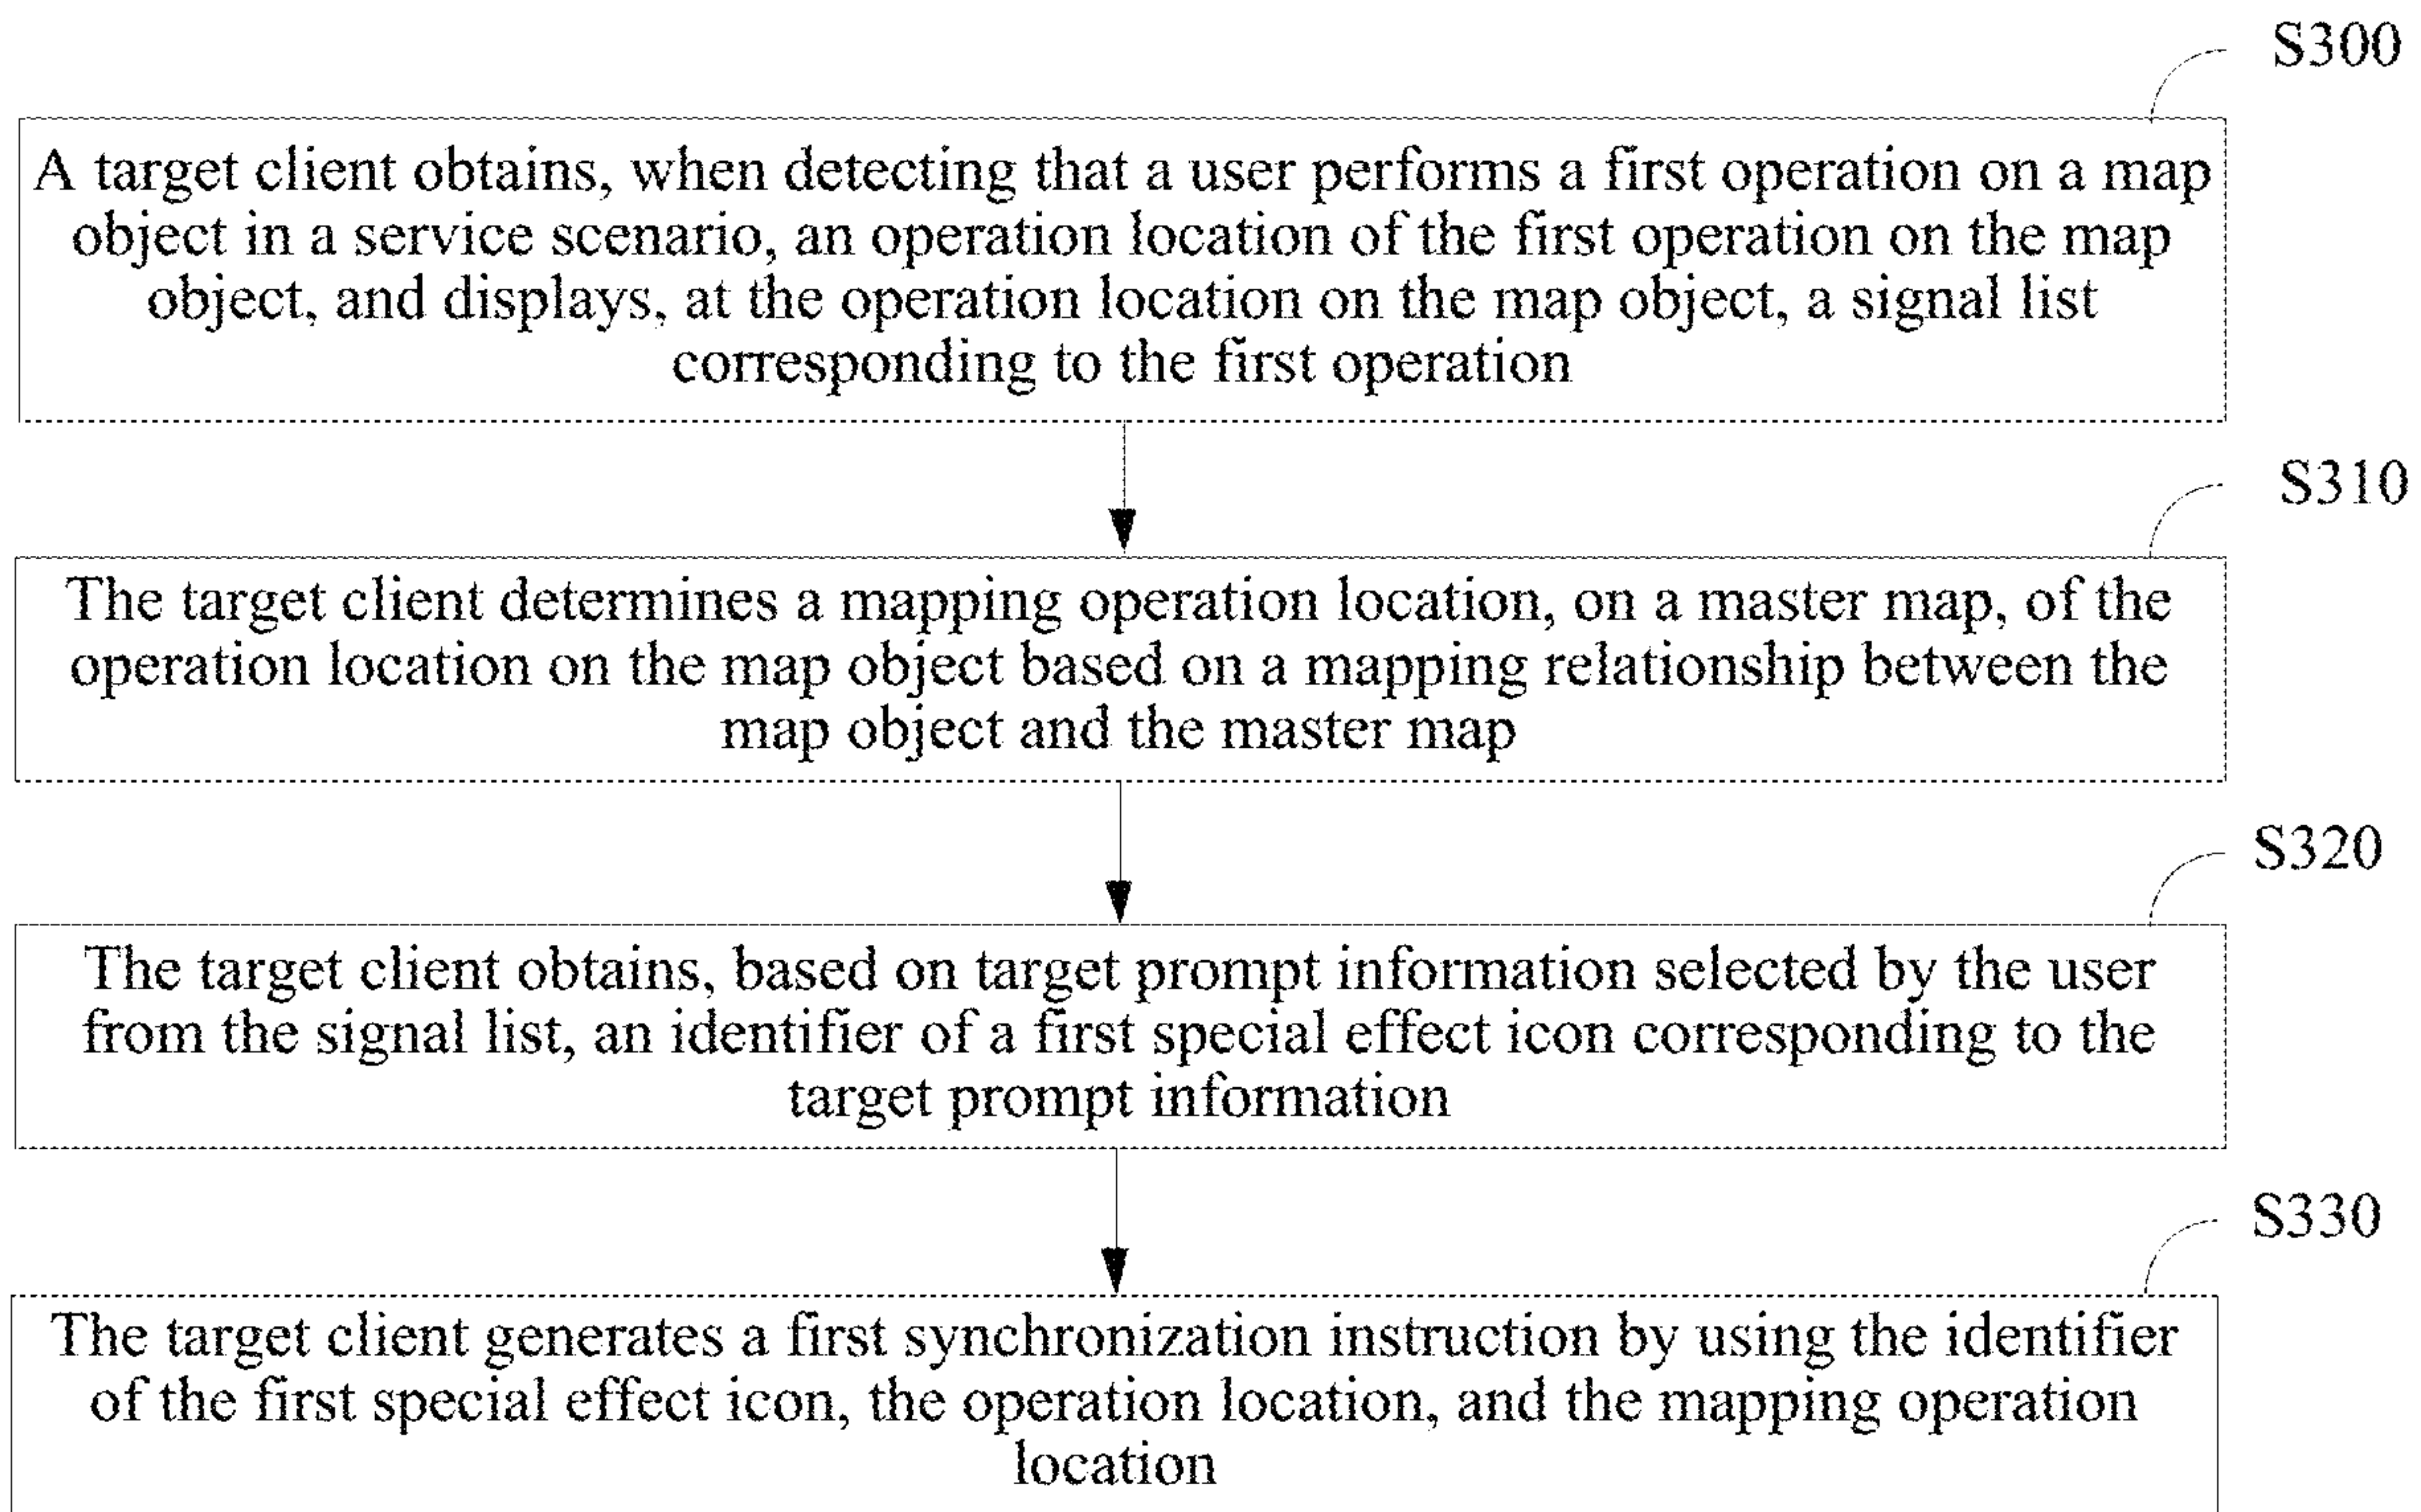 S300
A target client obtains, when detecting that a user performs a first operation on a map
object in a service scenario, an operation location of the first operation on the map
object, and displays, at the operation location on the map object, a signal list
corresponding to the first operation
S310
The target client determines a mapping operation location, on a master map, of the
operation location on the map object based on a mapping relationship between the
map object and the master map
S320
The target client obtains, based on target prompt information selected by the user
from the signal list, an identifier of a first special effect icon corresponding to the
target prompt information
S330
The target client generates a first synchronization instruction by using the identifier
of the first special effect icon, the operation location, and the mapping operation
location